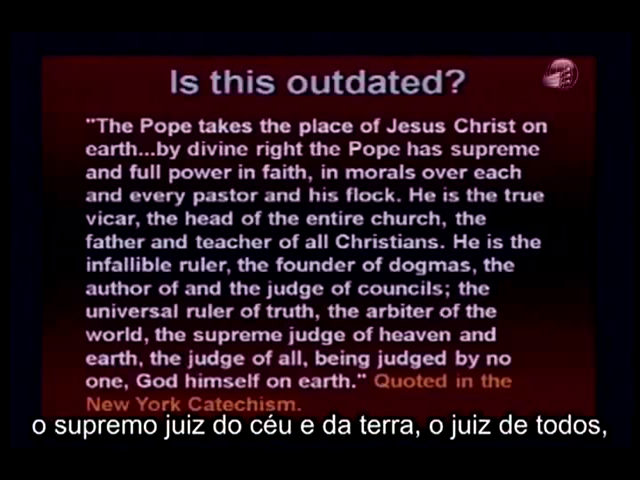 Is this outdated?
"The Pope takes the place of Jesus Christ on
earth...by divine right the Pope has supreme
and full power in faith, in morals over each
and every pastor and his flock. He is the true
vicar, the head of the entire church, the
father and teacher of all Christians. He is the
infallible ruler, the founder of dogmas, the
author of and the judge of councils; the
universal ruler of truth, the arbiter of the
world, the supreme judge of heaven and
earth, the judge of all, being judged by no
one, God himself on earth." Quoted in the
New York Catechism.
o supremo juiz do céu e da terra, o juiz de todos,